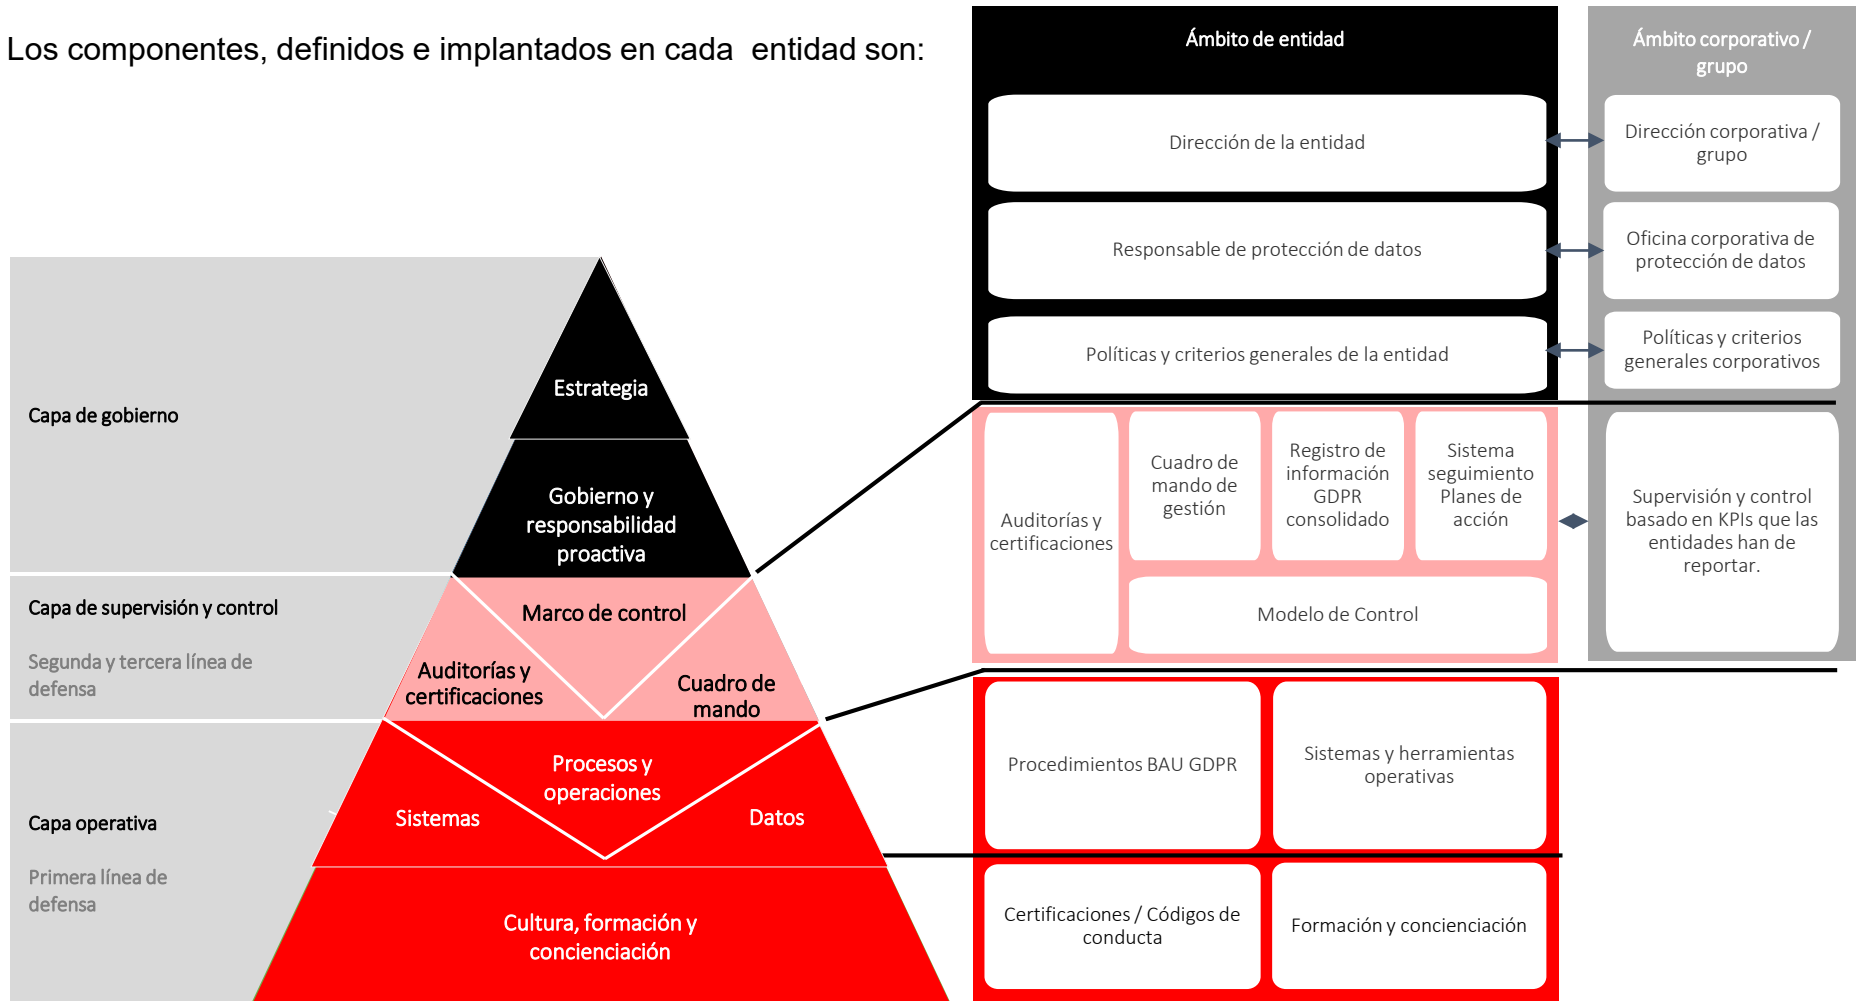 Los componentes, definidos e implantados en cada  entidad son:
Capa de gobierno
Capa de supervisión y control
Segunda y tercera línea de
defensa
Capa operativa
Primera línea de
defensa
Estrategia
Gobierno y
responsabilidad
proactiva
Marco de control
Auditorías y
certificaciones
Cuadro de
mando
Procesos y
operaciones
Sistemas
Datos
Cultura, formación y
concienciación
Ámbito de entidad
Dirección de la entidad
Responsable de protección de datos
Políticas y criterios generales de la entidad
Auditorías y
certificaciones
Cuadro de
mando de
gestión
Registro de
información
GDPR
consolidado
Sistema
seguimiento
Planes de
acción
Modelo de Control
Procedimientos BAU GDPR
Sistemas y herramientas
operativas
Certificaciones / Códigos de
conducta
Formación y concienciación
Ámbito corporativo /
grupo
Dirección corporativa /
grupo
Oficina corporativa de
protección de datos
Políticas y criterios
generales corporativos
Supervisión y control
basado en KPIs que las
entidades han de
reportar.